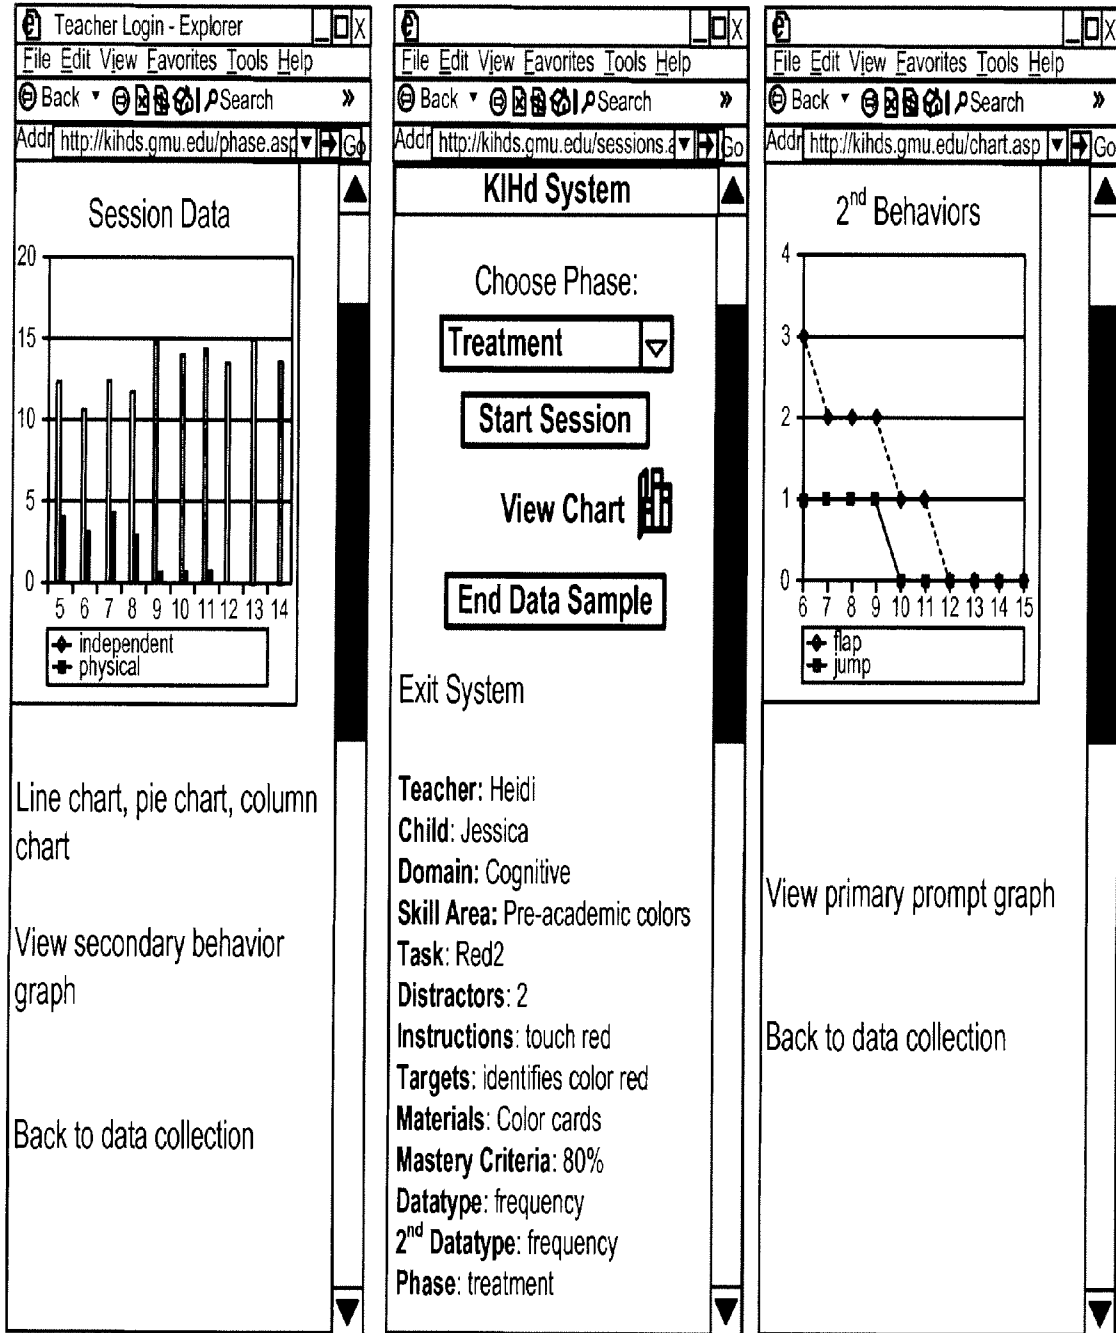 Teacher Login - Explorer
File Edit View Favorites Tools Help
Back Search »
Addr http://kihds.gmu.edu/phase.asp Go
Session Data
20
15
10
5
0
5 6 7 8 9 10 11 12 13 14
independent
physical
Line chart, pie chart, column
chart
View secondary behavior
graph
Back to data collection
File Edit View Favorites Tools Help
Back Search »
Addr http://kihds.gmu.edu/sessions.a Go
KIHd System
Choose Phase:
Treatment
Start Session
View Chart
End Data Sample
Exit System
Teacher: Heidi
Child: Jessica
Domain: Cognitive
Skill Area: Pre-academic colors
Task: Red2
Distractors: 2
Instructions: touch red
Targets: identifies color red
Materials: Color cards
Mastery Criteria: 80%
Datatype: frequency
2nd Datatype: frequency
Phase: treatment
File Edit View Favorites Tools Help
Back Search »
Addr http://kihds.gmu.edu/chart.asp Go
2nd Behaviors
4
3
2
1
0
6 7 8 9 10 11 12 13 14 15
flap
jump
View primary prompt graph
Back to data collection